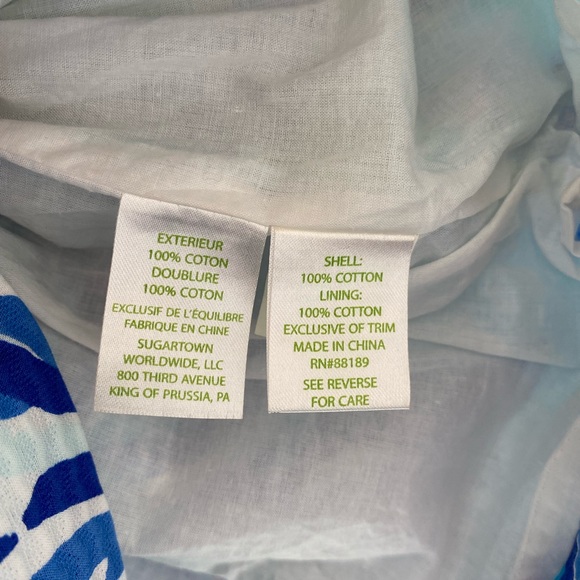 EXTERIEUR
100% COTON
DOUBLURE
100% COTON
EXCLUSIF DE L'ÉQUILIBRE
FABRIQUE EN CHINE
SUGARTOWN
WORLDWIDE, LLC
800 THIRD AVENUE
KING OF PRUSSIA, PA
SHELL:
100% COTTON
LINING:
100% COTTON
EXCLUSIVE OF TRIM
MADE IN CHINA
RN#88189
SEE REVERSE
FOR CARE